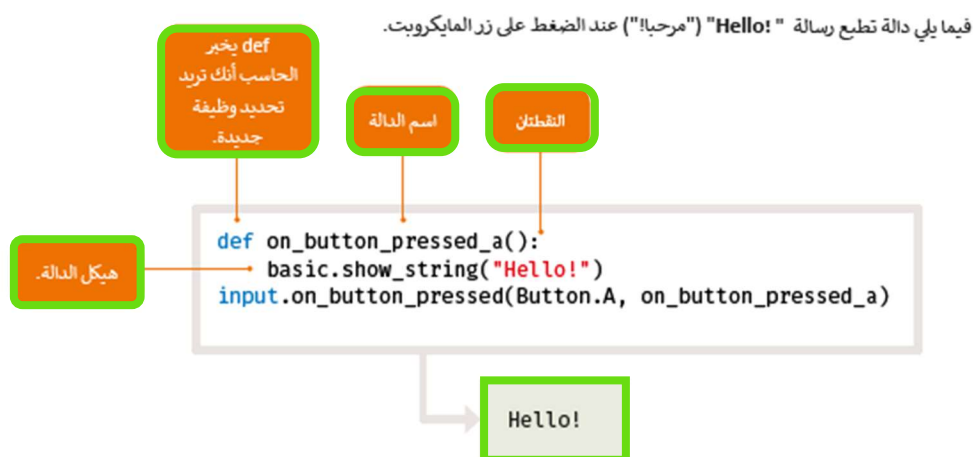 فيما يلي دالة تطبع رسالة " Hello!" ("مرحبا!") عند الضغط على زر المايكروبت.
def يخبر
الحاسب أنك تريد
تحديد وظيفة
جديدة.
اسم الدالة
النقطتان
هيكل الدالة.
def on_button_pressed_a():
basic.show_string("Hello!")
input.on_button_pressed(Button.A, on_button_pressed_a)
Hello!